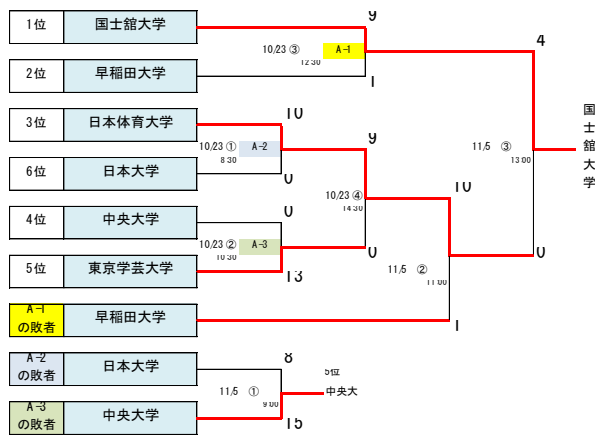 1位 国士舘大学
9
10/23 ③ A-1
12:30
4
2位 早稲田大学
1
3位 日本体育大学
10
10/23 ① A-2
8:30
9
6位 日本大学
0
11/5 ③
13:00
国士舘大学
4位 中央大学
0
10/23 ④
14:30
10
10/23 ② A-3
10:30
5位 東京学芸大学
13
0
11/5 ②
11:00
0
A-1の敗者 早稲田大学
1
A-2の敗者 日本大学
8
5位
11/5 ①
9:00
中央大
A-3の敗者 中央大学
15